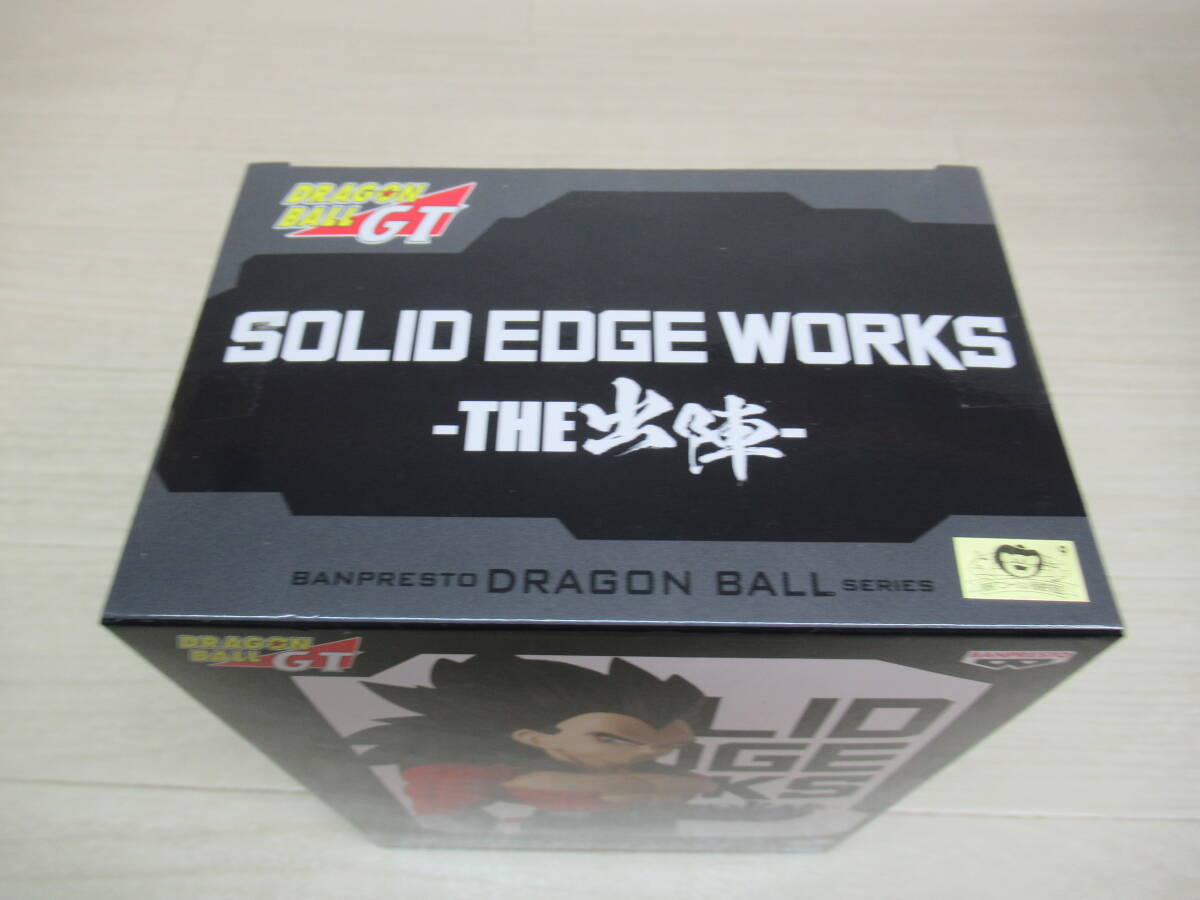 DRAGON
BALL GT
SOLID EDGE WORKS
-THE出陣-
BANPRESTO DRAGON BALL SERIES
DRAGON
BALL GT
BANPRESTO
LID
DGE
KS